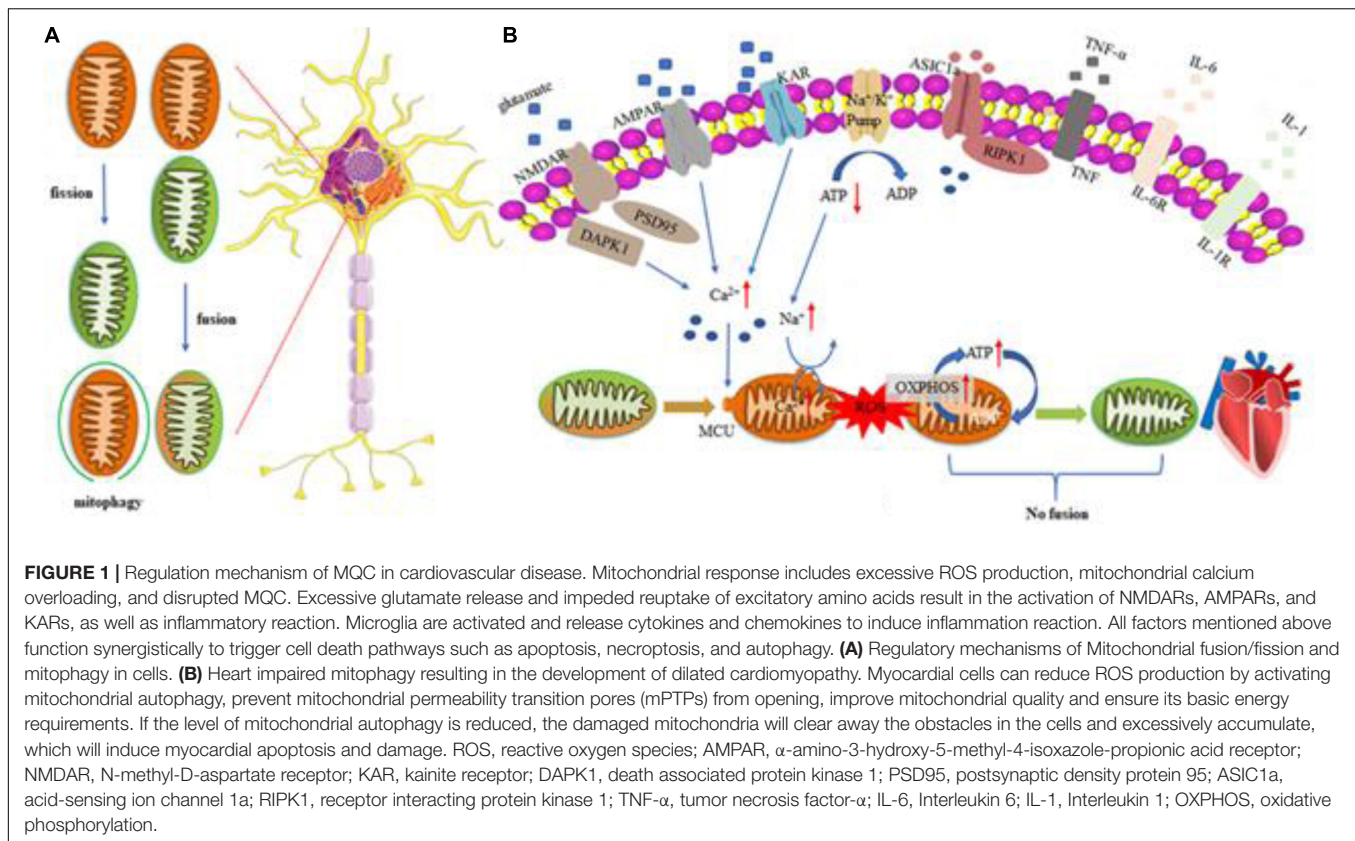 A
fission
fusion
mitophagy
B
glutamate
NMDAR
AMPAR
KAR
Na+/K+
Pump
ASIC1a
TNF-α
IL-6
IL-1
PSD95
DAPK1
RIPK1
TNF
IL-6R
IL-1R
ATP
ADP
Ca2+
Na+
MCU
ROS
OXPHOS
ATP
No fusion
FIGURE 1 | Regulation mechanism of MQC in cardiovascular disease. Mitochondrial response includes excessive ROS production, mitochondrial calcium
overloading, and disrupted MQC. Excessive glutamate release and impeded reuptake of excitatory amino acids result in the activation of NMDARs, AMPARs, and
KARs, as well as inflammatory reaction. Microglia are activated and release cytokines and chemokines to induce inflammation reaction. All factors mentioned above
function synergistically to trigger cell death pathways such as apoptosis, necroptosis, and autophagy. (A) Regulatory mechanisms of Mitochondrial fusion/fission and
mitophagy in cells. (B) Heart impaired mitophagy resulting in the development of dilated cardiomyopathy. Myocardial cells can reduce ROS production by activating
mitochondrial autophagy, prevent mitochondrial permeability transition pores (mPTPs) from opening, improve mitochondrial quality and ensure its basic energy
requirements. If the level of mitochondrial autophagy is reduced, the damaged mitochondria will clear away the obstacles in the cells and excessively accumulate,
which will induce myocardial apoptosis and damage. ROS, reactive oxygen species; AMPAR, α-amino-3-hydroxy-5-methyl-4-isoxazole-propionic acid receptor;
NMDAR, N-methyl-D-aspartate receptor; KAR, kainite receptor; DAPK1, death associated protein kinase 1; PSD95, postsynaptic density protein 95; ASIC1a,
acid-sensing ion channel 1a; RIPK1, receptor interacting protein kinase 1; TNF-α, tumor necrosis factor-α; IL-6, Interleukin 6; IL-1, Interleukin 1; OXPHOS, oxidative
phosphorylation.